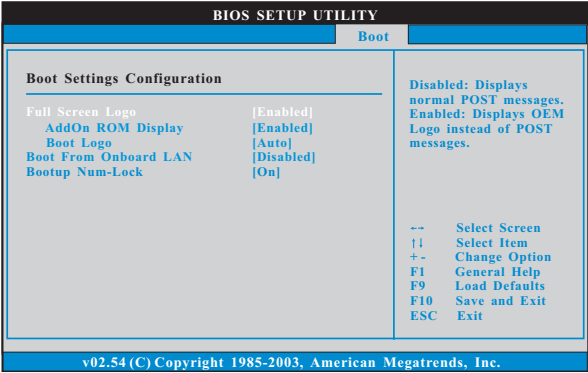 BIOS SETUP UTILITY
Boot
Boot Settings Configuration
Full Screen Logo [Enabled]
AddOn ROM Display [Enabled]
Boot Logo [Auto]
Boot From Onboard LAN [Disabled]
Bootup Num-Lock [On]
Disabled: Displays
normal POST messages.
Enabled: Displays OEM
Logo instead of POST
messages.
←→ Select Screen
↑↓ Select Item
+ - Change Option
F1 General Help
F9 Load Defaults
F10 Save and Exit
ESC Exit
v02.54 (C) Copyright 1985-2003, American Megatrends, Inc.